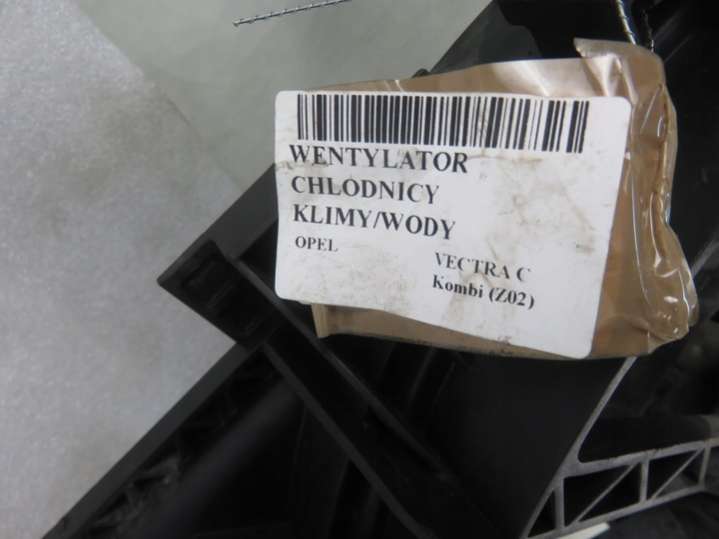 WENTYLATOR
CHLODNICY
KLIMY/WODY
OPEL
VECTRA C
Kombi (Z02)